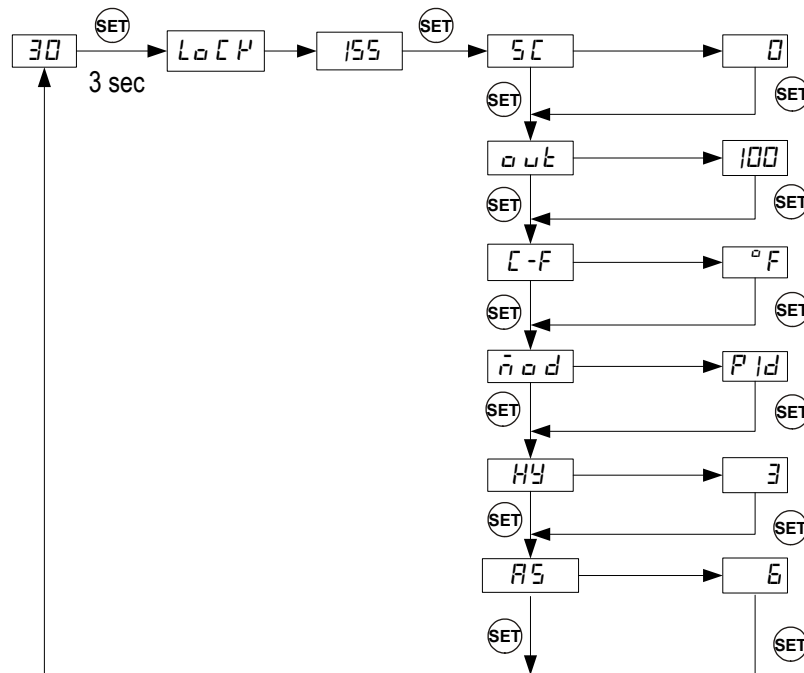 SET
30 LoCK 155 SET SC 0
3 sec
SET SET
out 100
SET SET
C-F °F
SET SET
mod PId
SET SET
HY 3
SET SET
AS 6
SET SET